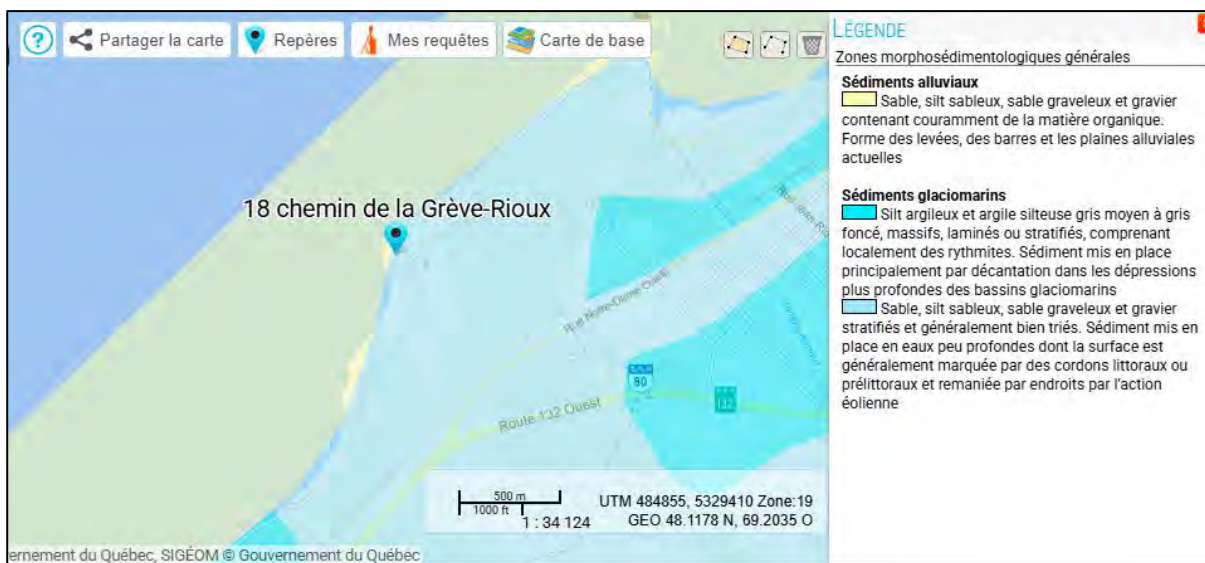 ?
Partager la carte
Repères
Mes requêtes
Carte de base
18 chemin de la Grève-Rioux
Rue Notre-Dame Ouest
Route 132 Ouest
80
132
500 m
1000 ft
1 : 34 124
UTM 484855, 5329410 Zone:19
GEO 48.1178 N, 69.2035 O
ernement du Québec, SIGÉOM © Gouvernement du Québec
LÉGENDE
Zones morphosédimentologiques générales
Sédiments alluviaux
Sable, silt sableux, sable graveleux et gravier
contenant couramment de la matière organique.
Forme des levées, des barres et les plaines alluviales
actuelles
Sédiments glaciomarins
Silt argileux et argile silteuse gris moyen à gris
foncé, massifs, laminés ou stratifiés, comprenant
localement des rythmites. Sédiment mis en place
principalement par décantation dans les dépressions
plus profondes des bassins glaciomarins
Sable, silt sableux, sable graveleux et gravier
stratifiés et généralement bien triés. Sédiment mis en
place en eaux peu profondes dont la surface est
généralement marquée par des cordons littoraux ou
prélittoraux et remaniée par endroits par l'action
éolienne